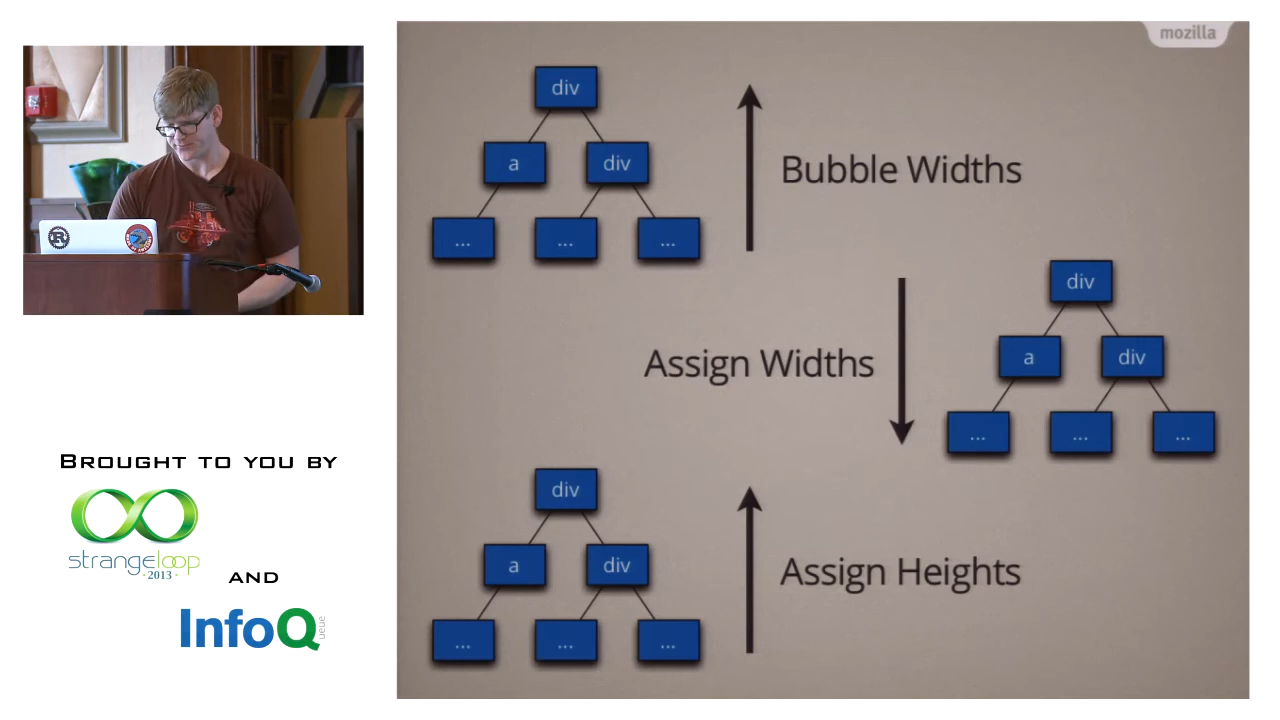 mozilla
div
a
div
...
...
...
Bubble Widths
Assign Widths
div
a
div
...
...
...
div
a
div
...
...
...
Assign Heights
R
BROUGHT TO YOU BY
strangeloop
·2013·
AND
InfoQ
ueue